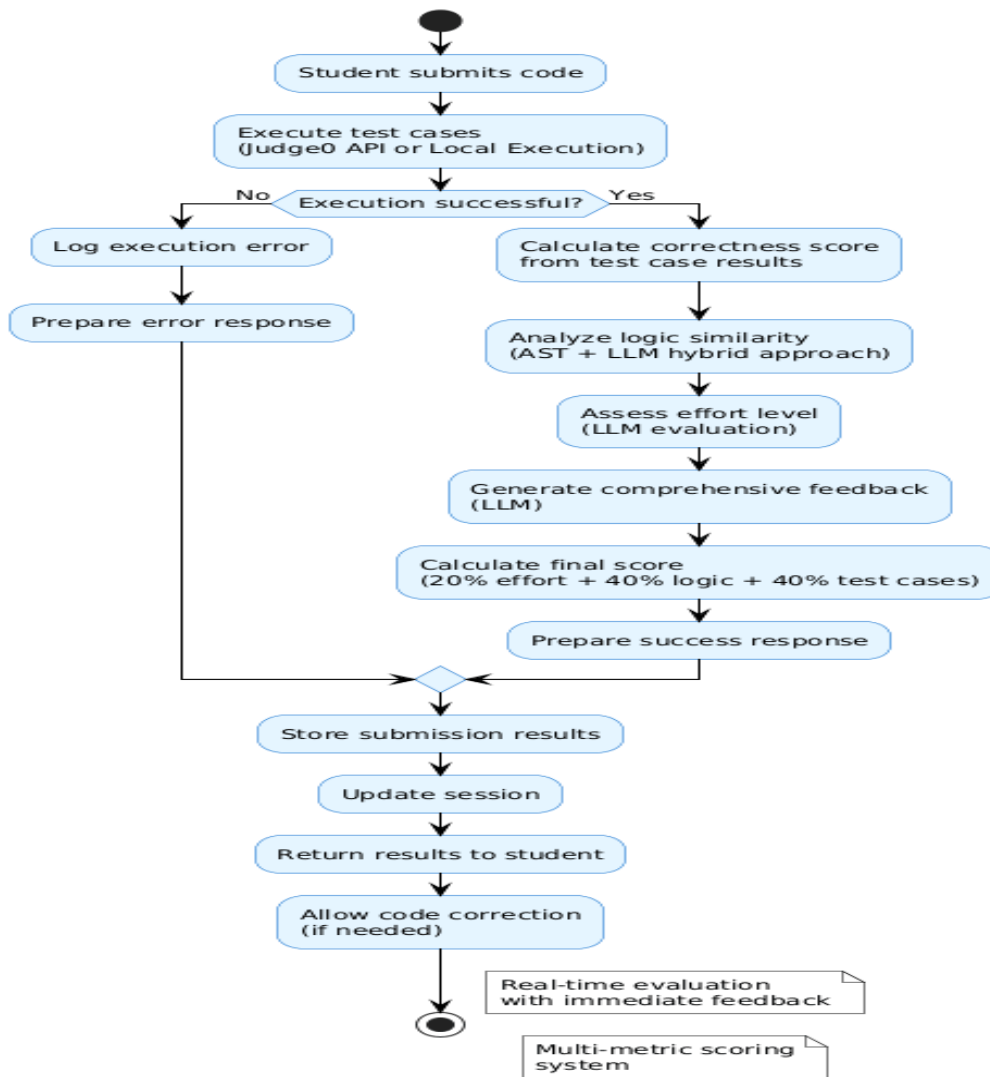 Student submits code
Execute test cases
(Judge0 API or Local Execution)
No
Execution successful?
Yes
Log execution error
Prepare error response
Calculate correctness score
from test case results
Analyze logic similarity
(AST + LLM hybrid approach)
Assess effort level
(LLM evaluation)
Generate comprehensive feedback
(LLM)
Calculate final score
(20% effort + 40% logic + 40% test cases)
Prepare success response
Store submission results
Update session
Return results to student
Allow code correction
(if needed)
Real-time evaluation
with immediate feedback
Multi-metric scoring
system